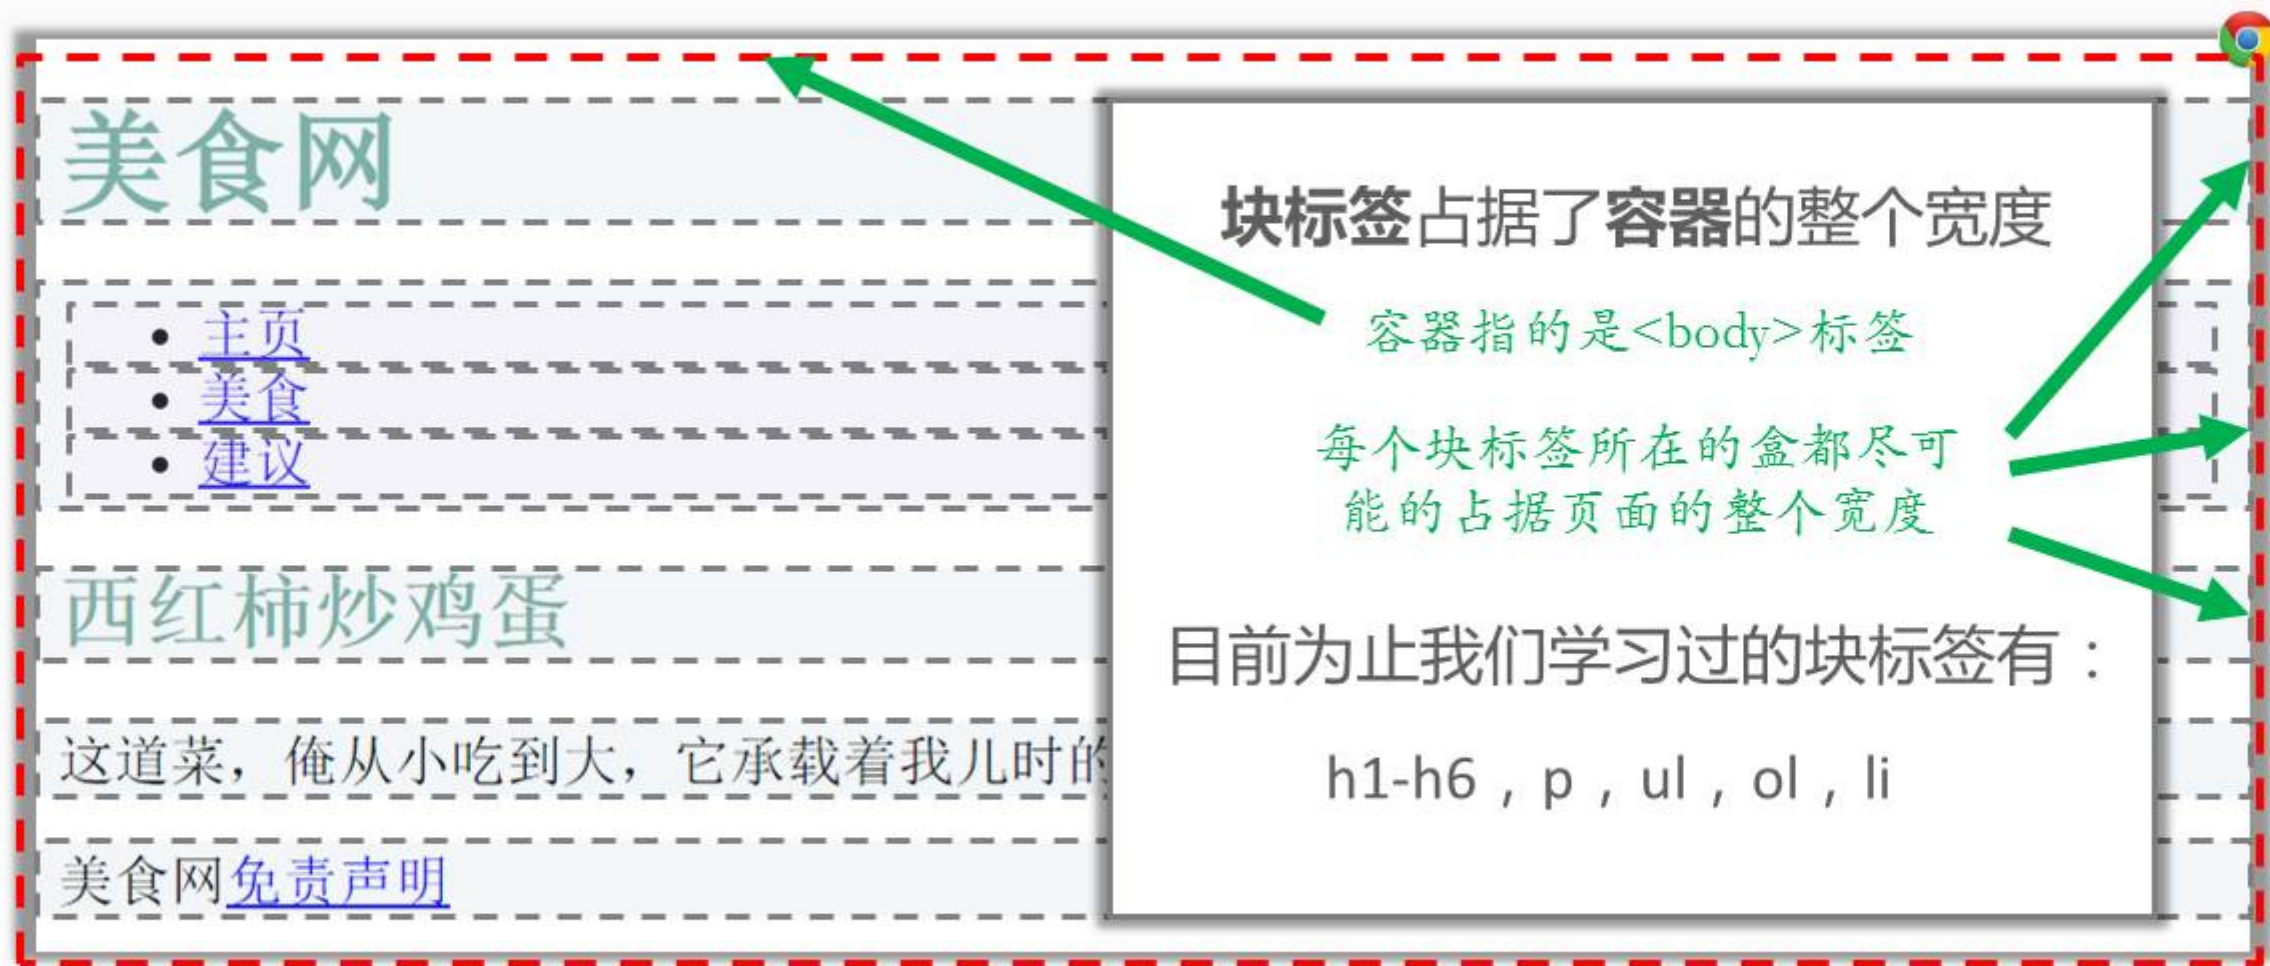 美食网
• 主页
• 美食
• 建议
西红柿炒鸡蛋
这道菜，俺从小吃到大，它承载着我儿时的
美食网免责声明
块标签占据了容器的整个宽度
容器指的是<body>标签
每个块标签所在的盒都尽可
能的占据页面的整个宽度
目前为止我们学习过的块标签有：
h1-h6，p，ul，ol，li